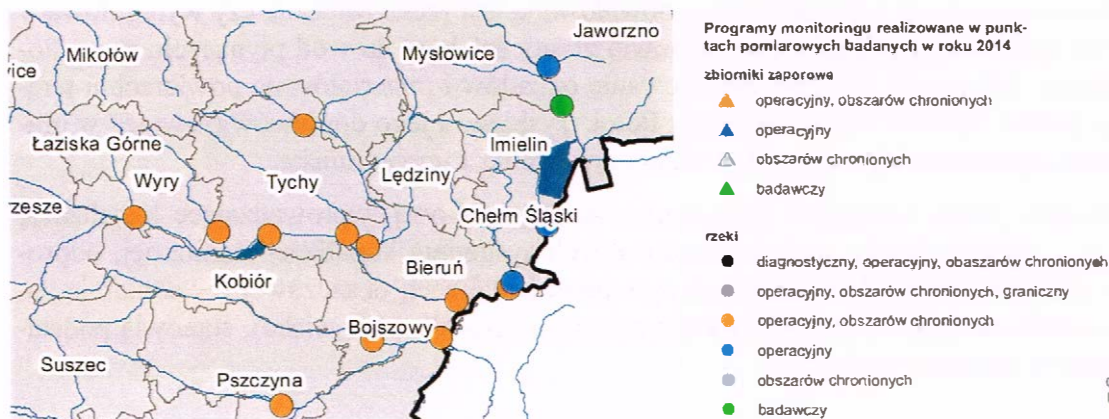 Jaworzno
Mikołów
Mysłowice
vice
Imielin
Łaziska Górne
Wyry
Tychy
Lędziny
rzesze
Chełm Śląski
Kobiór
Bieruń
Bojszowy
Suszec
Pszczyna
Programy monitoringu realizowane w punk-
tach pomiarowych badanych w roku 2014
zbiorniki zaporowe
operacyjny, obszarów chronionych
operacyjny
obszarów chronionych
badawczy
rzeki
diagnostyczny, operacyjny, obaszarów chronionych
operacyjny, obszarów chronionych, graniczny
operacyjny, obszarów chronionych
operacyjny
obszarów chronionych
badawczy